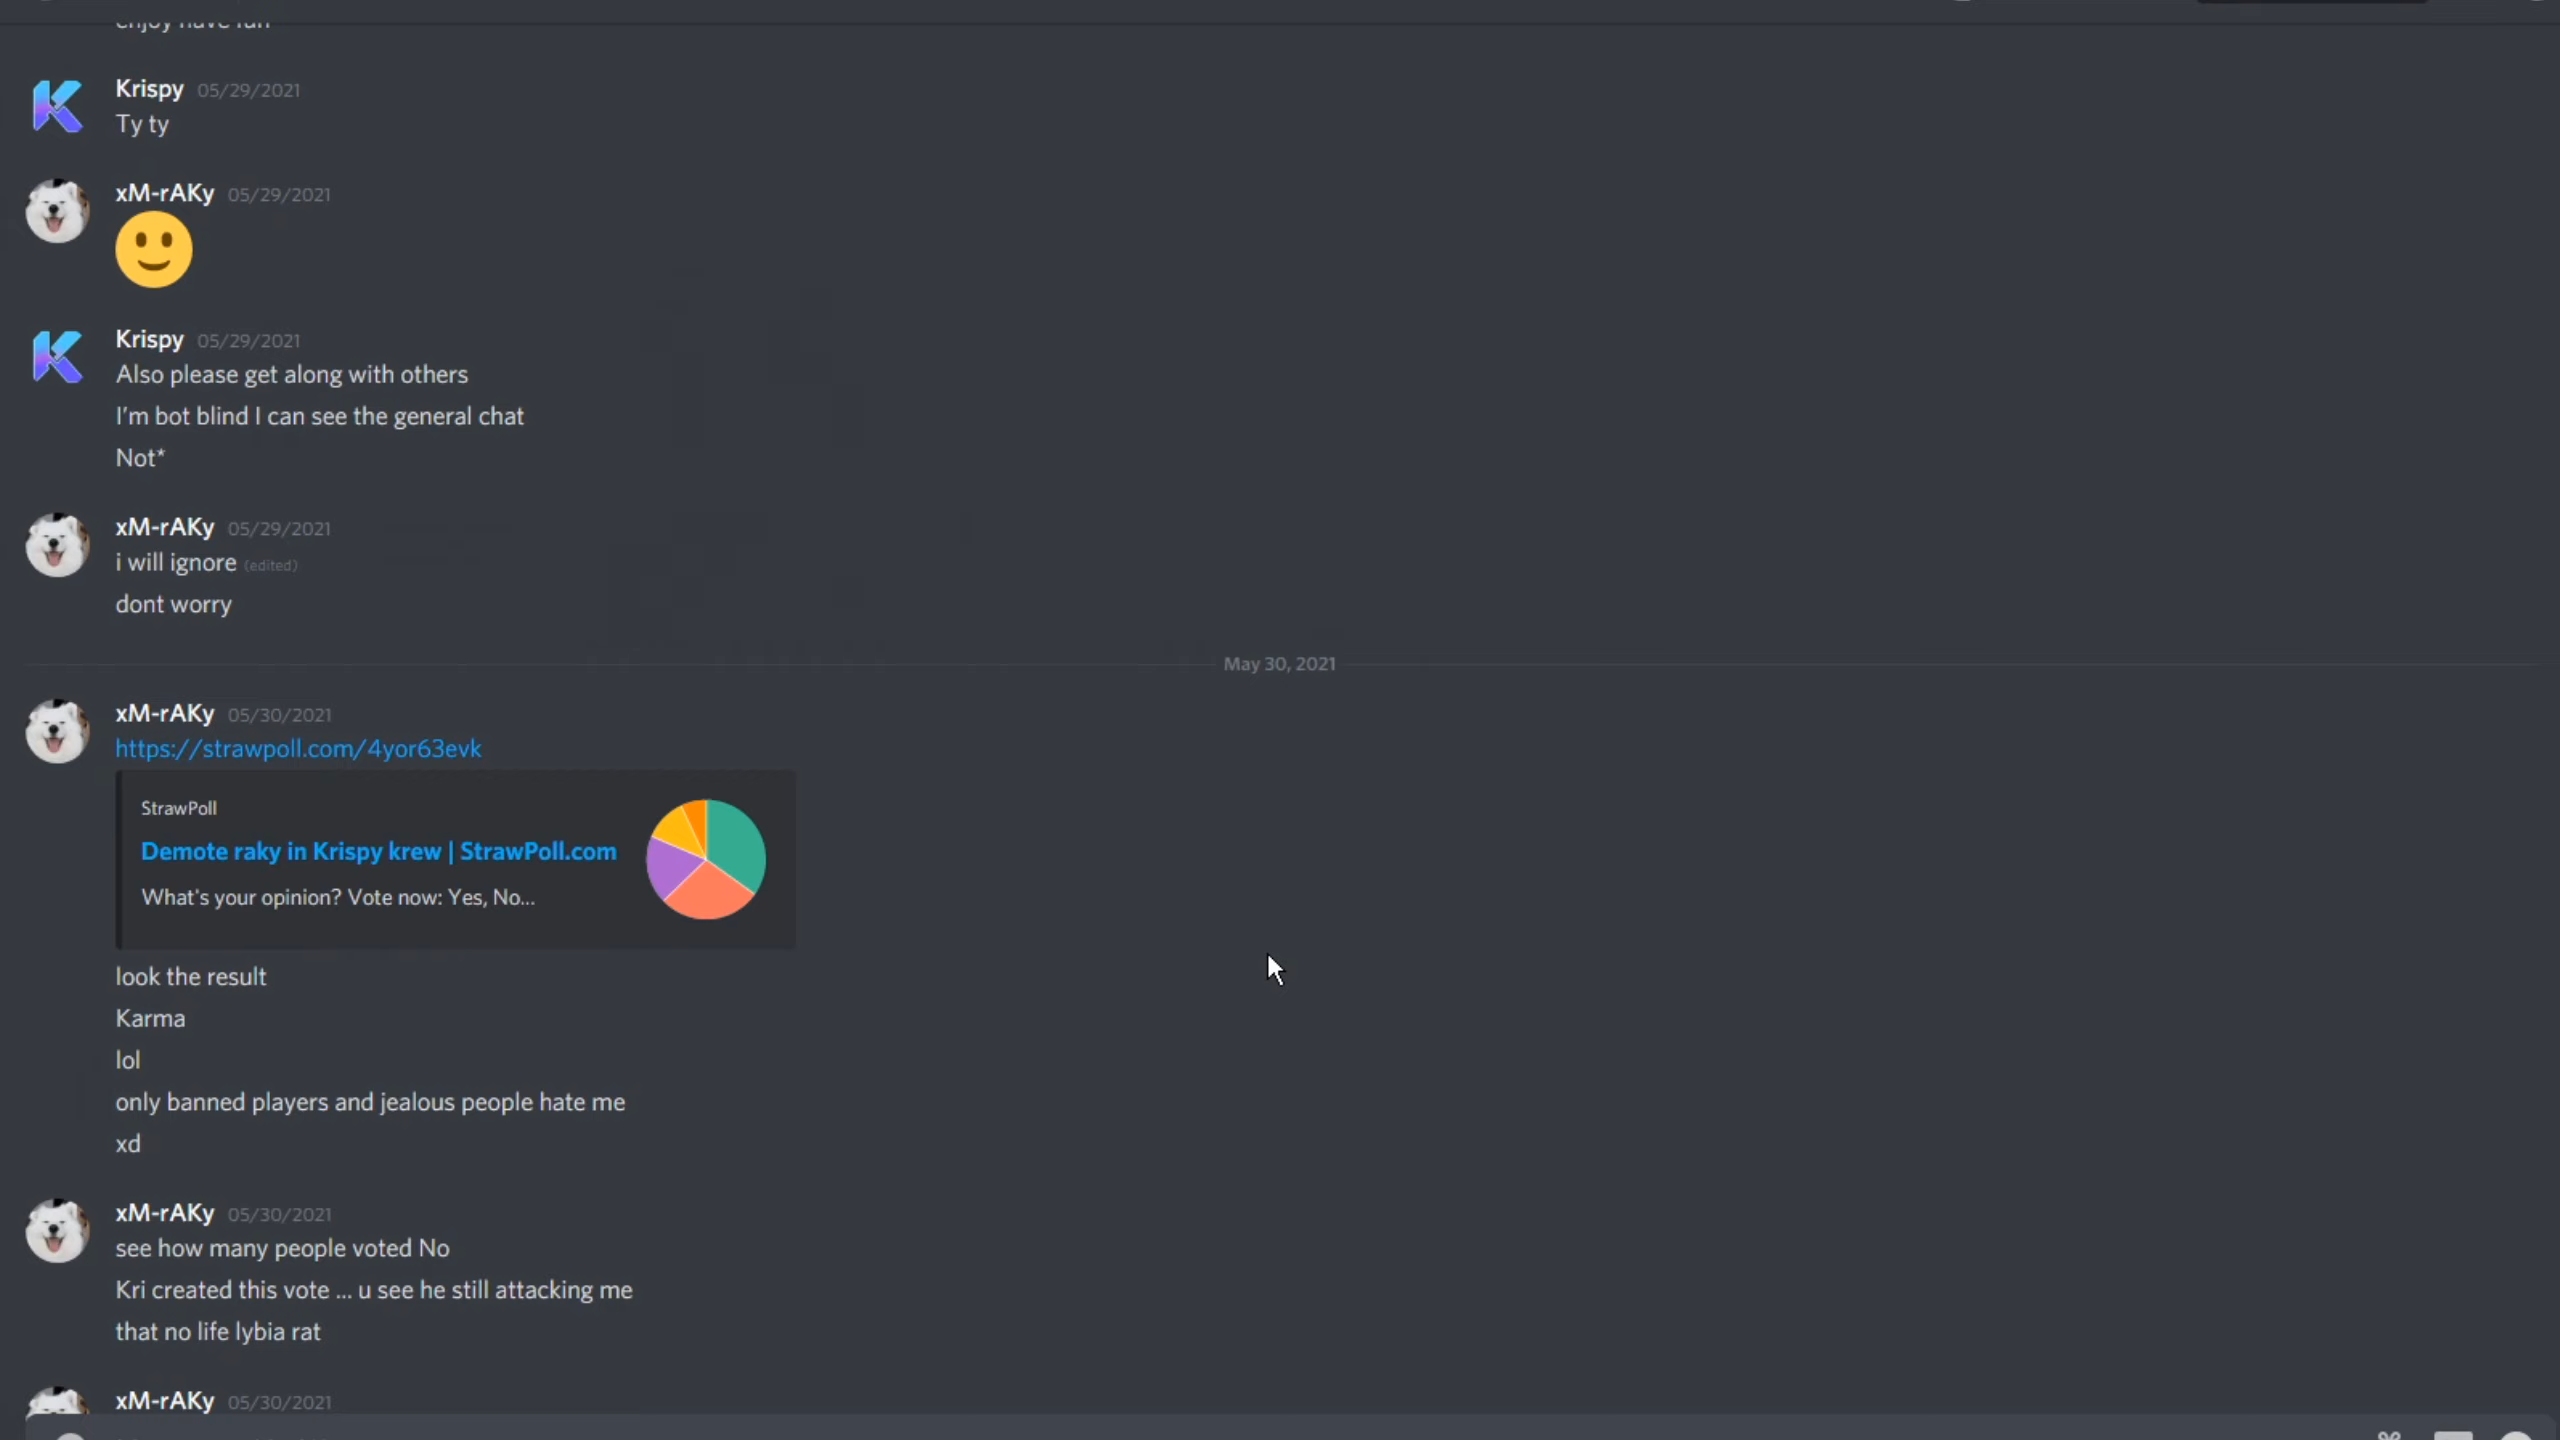 enjoy have fun
Krispy 05/29/2021
Ty ty
xM-rAKy 05/29/2021
Krispy 05/29/2021
Also please get along with others
I'm bot blind I can see the general chat
Not*
xM-rAKy 05/29/2021
i will ignore (edited)
dont worry
May 30, 2021
xM-rAKy 05/30/2021
https://strawpoll.com/4yor63evk
StrawPoll
Demote raky in Krispy krew | StrawPoll.com
What's your opinion? Vote now: Yes, No...
look the result
Karma
lol
only banned players and jealous people hate me
xd
xM-rAKy 05/30/2021
see how many people voted No
Kri created this vote ... u see he still attacking me
that no life lybia rat
xM-rAKy 05/30/2021